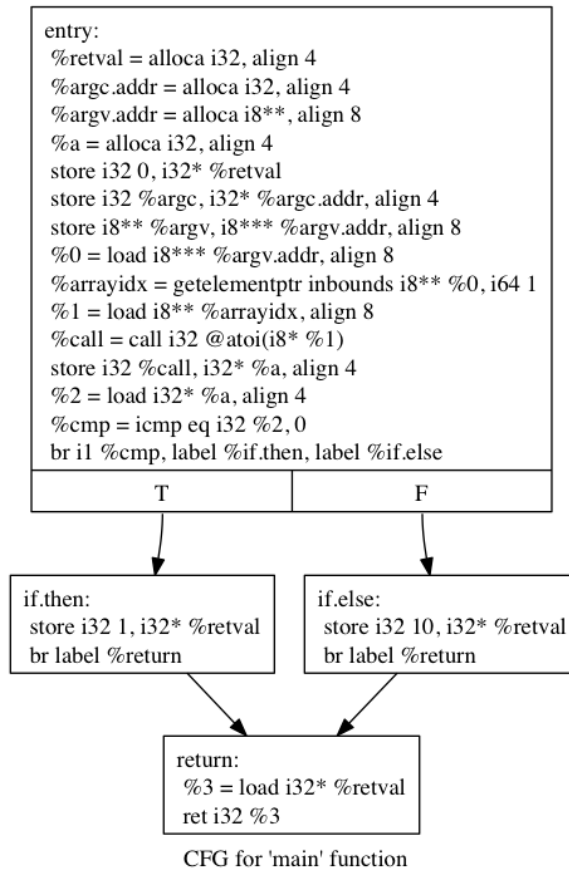 entry:
%retval = alloca i32, align 4
%argc.addr = alloca i32, align 4
%argv.addr = alloca i8**, align 8
%a = alloca i32, align 4
store i32 0, i32* %retval
store i32 %argc, i32* %argc.addr, align 4
store i8** %argv, i8*** %argv.addr, align 8
%0 = load i8*** %argv.addr, align 8
%arrayidx = getelementptr inbounds i8** %0, i64 1
%1 = load i8** %arrayidx, align 8
%call = call i32 @atoi(i8* %1)
store i32 %call, i32* %a, align 4
%2 = load i32* %a, align 4
%cmp = icmp eq i32 %2, 0
br i1 %cmp, label %if.then, label %if.else
T
F
if.then:
store i32 1, i32* %retval
br label %return
if.else:
store i32 10, i32* %retval
br label %return
return:
%3 = load i32* %retval
ret i32 %3
CFG for 'main' function